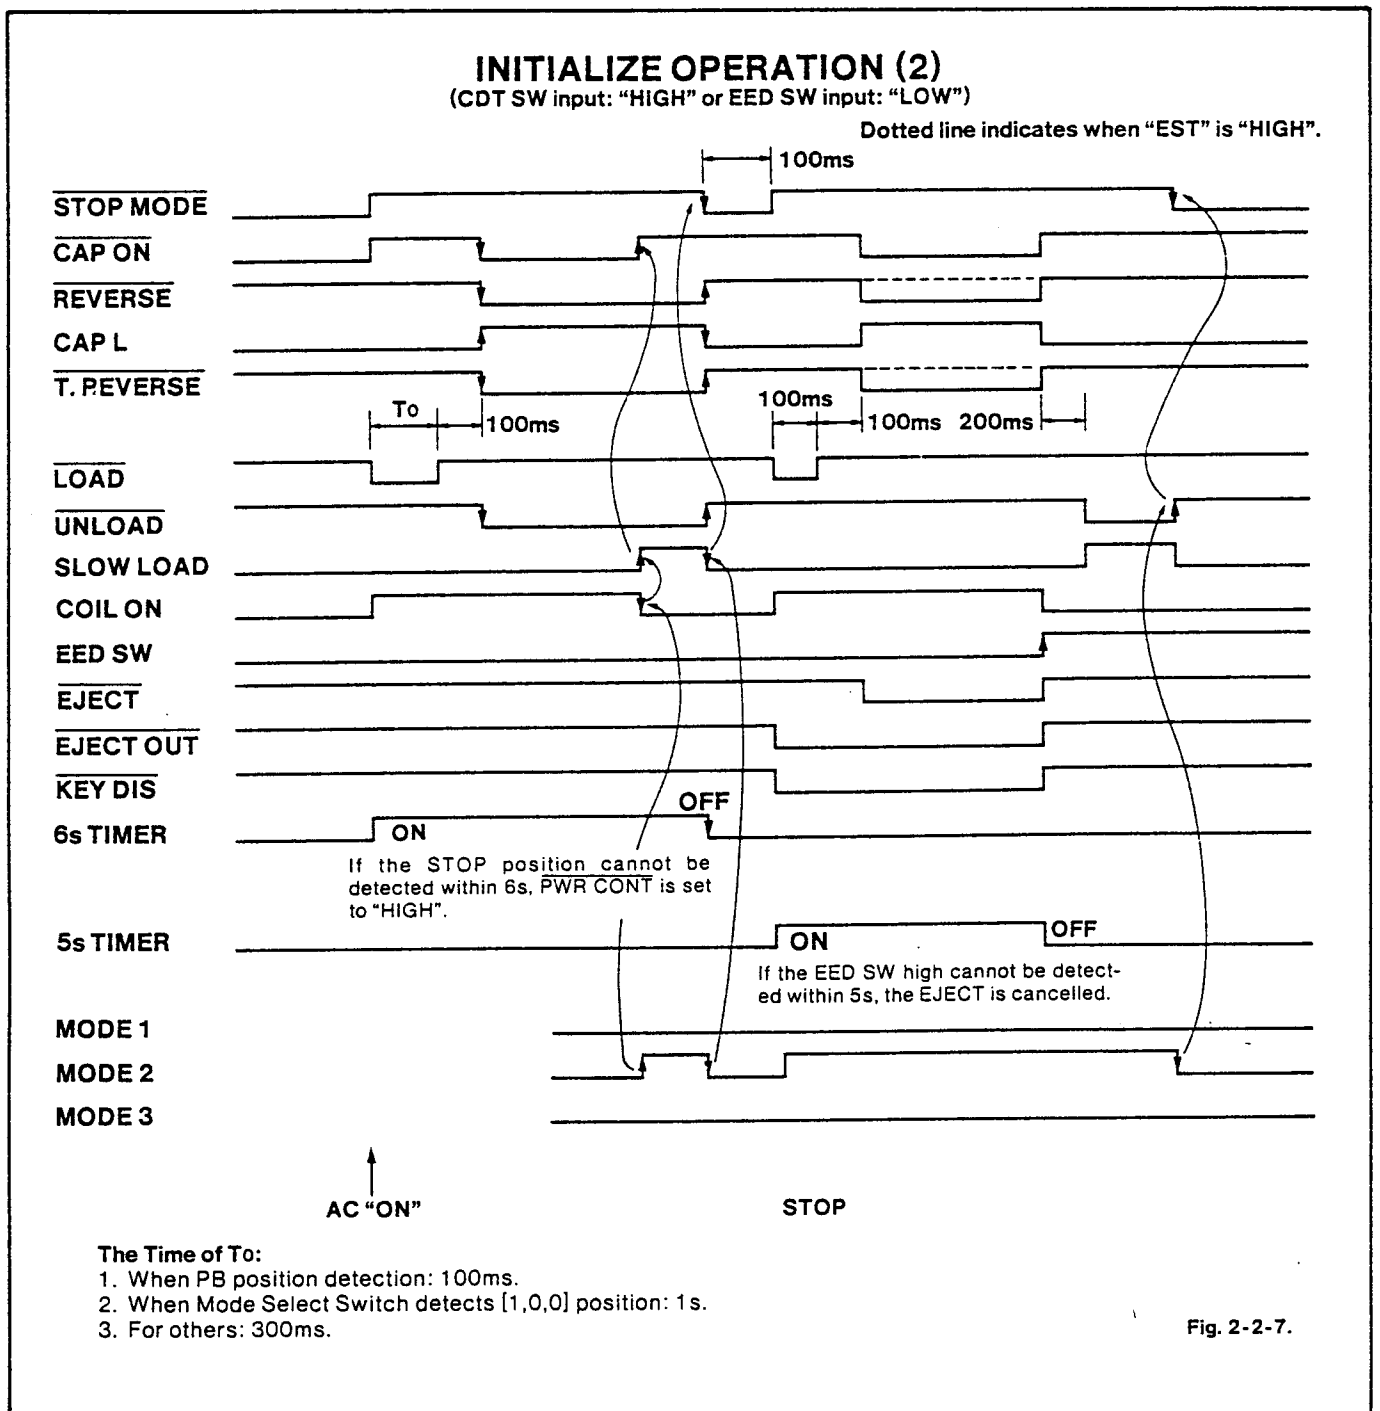 INITIALIZE OPERATION (2)
(CDT SW input: “HIGH” or EED SW input: “LOW”)
Dotted line indicates when “EST” is “HIGH”.
100ms
STOP MODE
CAP ON
REVERSE
CAP L
T. REVERSE
To
100ms
100ms
100ms
200ms
LOAD
UNLOAD
SLOW LOAD
COIL ON
EED SW
EJECT
EJECT OUT
KEY DIS
OFF
6s TIMER
ON
If the STOP position cannot be
detected within 6s, PWR CONT is set
to “HIGH”.
5s TIMER
ON
OFF
If the EED SW high cannot be detect-
ed within 5s, the EJECT is cancelled.
MODE 1
MODE 2
MODE 3
AC “ON”
STOP
The Time of To:
1. When PB position detection: 100ms.
2. When Mode Select Switch detects [1,0,0] position: 1s.
3. For others: 300ms.
Fig. 2-2-7.